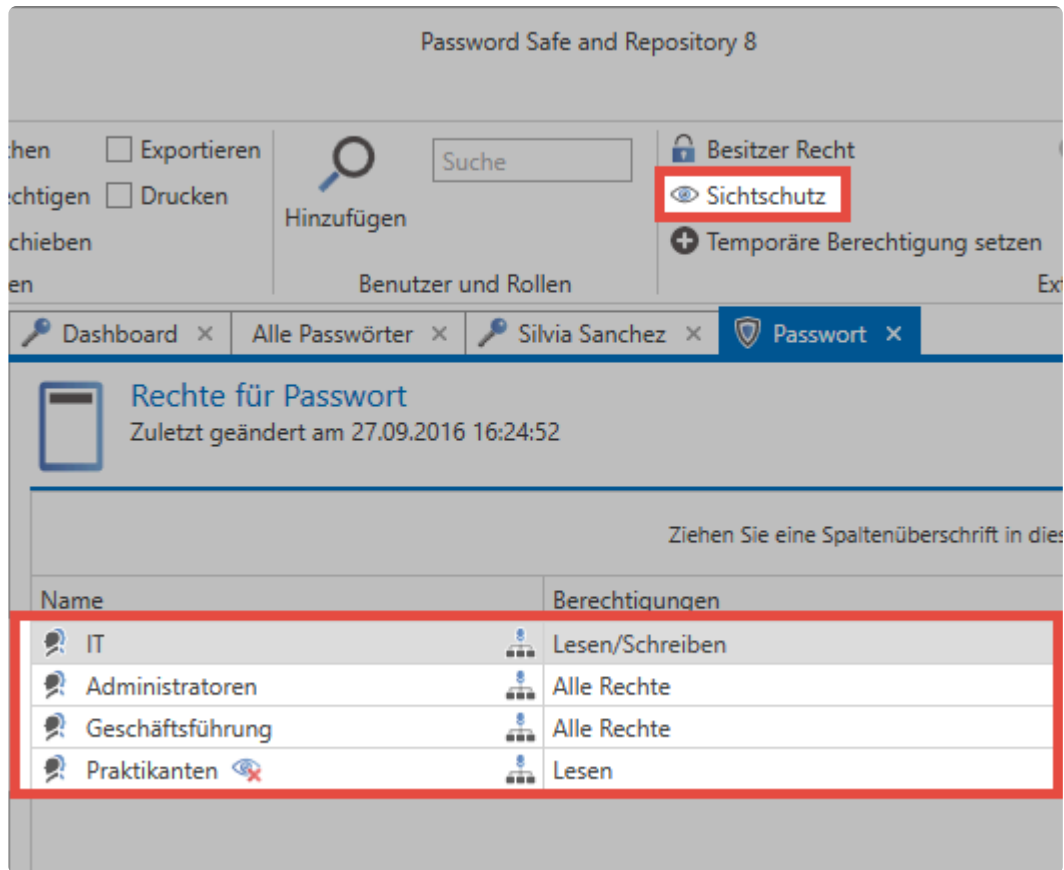 Password Safe and Repository 8
chen Exportieren
echtigen Drucken
chieben
en
Hinzufügen
Suche
Benutzer und Rollen
Besitzer Recht
Sichtschutz
Temporäre Berechtigung setzen
Ext
Dashboard × Alle Passwörter × Silvia Sanchez × Passwort ×
Rechte für Passwort
Zuletzt geändert am 27.09.2016 16:24:52
Ziehen Sie eine Spaltenüberschrift in dies
Name Berechtigungen
IT Lesen/Schreiben
Administratoren Alle Rechte
Geschäftsführung Alle Rechte
Praktikanten Lesen